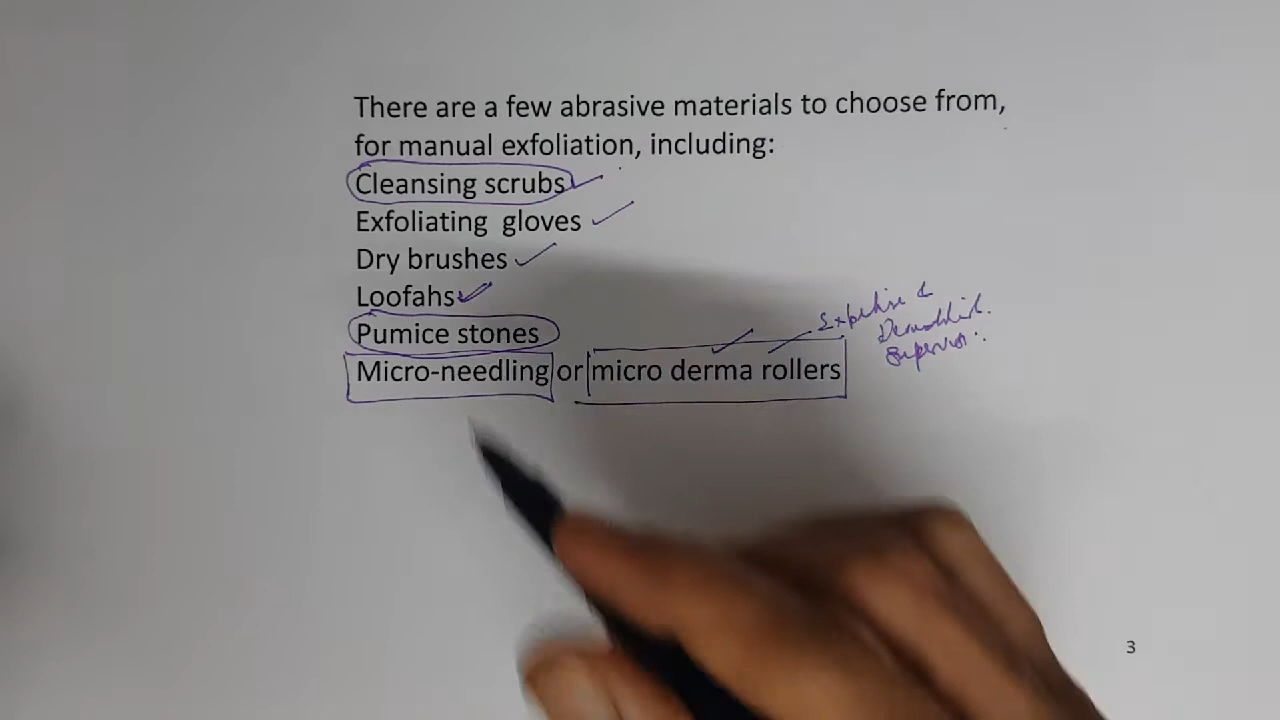 There are a few abrasive materials to choose from,
for manual exfoliation, including:
Cleansing scrubs
Exfoliating gloves
Dry brushes
Loofahs
Pumice stones
Micro-needling or micro derma rollers
3